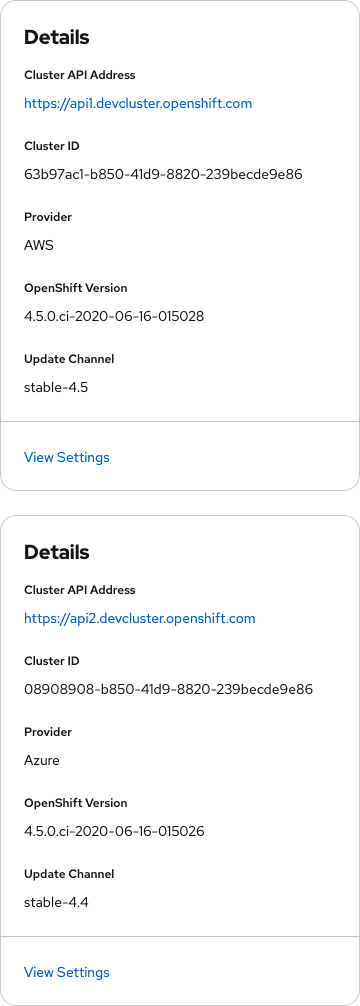 Details
Cluster API Address
https://api1.devcluster.openshift.com
Cluster ID
63b97ac1-b850-41d9-8820-239becde9e86
Provider
AWS
OpenShift Version
4.5.0.ci-2020-06-16-015028
Update Channel
stable-4.5
View Settings
Details
Cluster API Address
https://api2.devcluster.openshift.com
Cluster ID
08908908-b850-41d9-8820-239becde9e86
Provider
Azure
OpenShift Version
4.5.0.ci-2020-06-16-015026
Update Channel
stable-4.4
View Settings